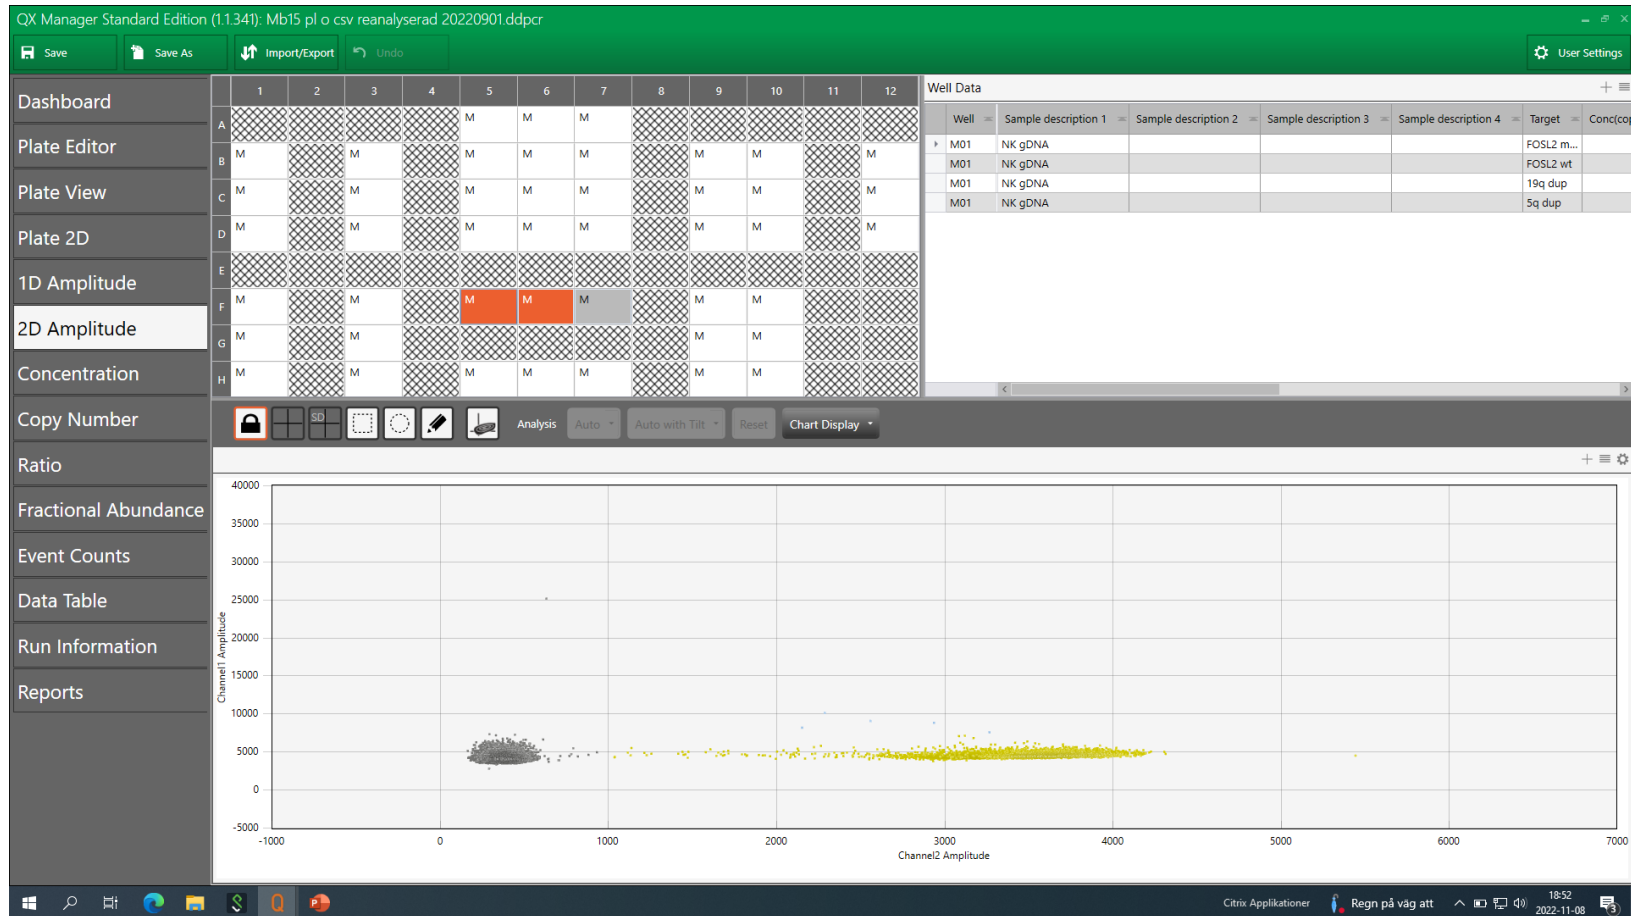 QX Manager Standard Edition (1.1.341): Mb15 pl o csv reanalyserad 20220901.ddpcr
Save Save As Import/Export Undo User Settings
Dashboard
Plate Editor
Plate View
Plate 2D
1D Amplitude
2D Amplitude
Concentration
Copy Number
Ratio
Fractional Abundance
Event Counts
Data Table
Run Information
Reports
1 2 3 4 5 6 7 8 9 10 11 12
A M M M
B M M M M M M M M
C M M M M M M M M
D M M M M M M M M
E
F M M M M M M M
G M M M M
H M M M M M M M
Well Data
Well Sample description 1 Sample description 2 Sample description 3 Sample description 4 Target Conc(cop
M01 NK gDNA FOSL2 m...
M01 NK gDNA FOSL2 wt
M01 NK gDNA 19q dup
M01 NK gDNA 5q dup
SD Analysis Auto Auto with Tilt Reset Chart Display
Channel1 Amplitude
40000
35000
30000
25000
20000
15000
10000
5000
0
-5000
-1000 0 1000 2000 3000 4000 5000 6000 7000
Channel2 Amplitude
Citrix Applikationer Regn på väg att 18:52
2022-11-08 3